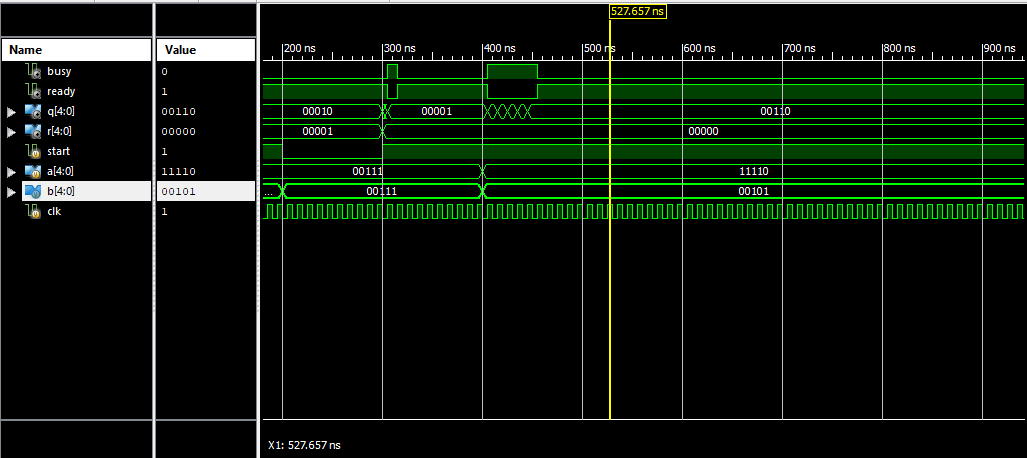 527.657 ns
Name Value 200 ns 300 ns 400 ns 500 ns 600 ns 700 ns 800 ns 900 ns
busy 0
ready 1
q[4:0] 00110 00010 00001 00110
r[4:0] 00000 00001 00000
start 1
a[4:0] 11110 00111 11110
b[4:0] 00101 ... 00111 00101
clk 1
X1: 527.657 ns